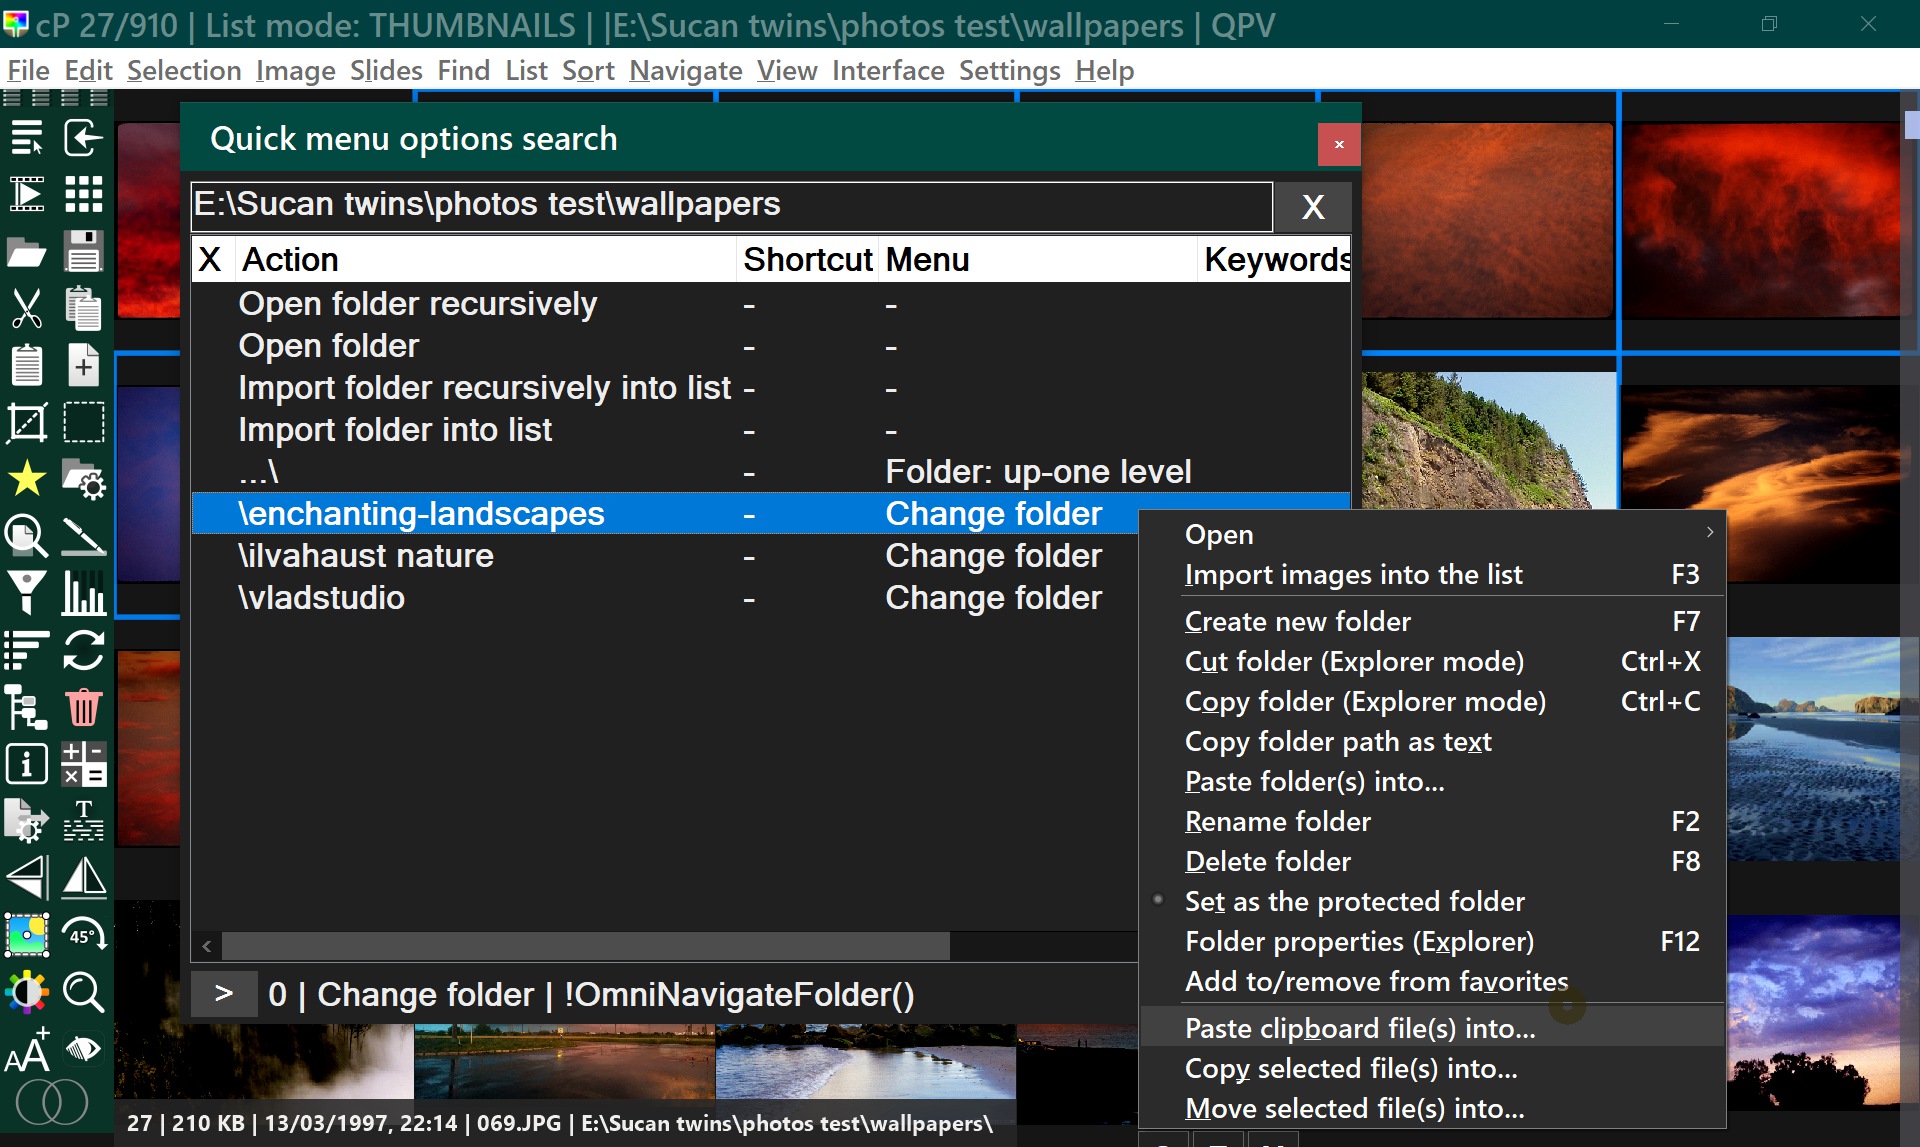 cP 27/910 | List mode: THUMBNAILS | |E:\Sucan twins\photos test\wallpapers | QPV
File Edit Selection Image Slides Find List Sort Navigate View Interface Settings Help
Quick menu options search
x
E:\Sucan twins\photos test\wallpapers X
X Action Shortcut Menu Keywords
Open folder recursively - -
Open folder - -
Import folder recursively into list - -
Import folder into list - -
...\ - Folder: up-one level
\enchanting-landscapes - Change folder
\ilvahaust nature - Change folder
\vladstudio - Change folder
> 0 | Change folder | !OmniNavigateFolder()
Open >
Import images into the list F3
Create new folder F7
Cut folder (Explorer mode) Ctrl+X
Copy folder (Explorer mode) Ctrl+C
Copy folder path as text
Paste folder(s) into...
Rename folder F2
Delete folder F8
Set as the protected folder
Folder properties (Explorer) F12
Add to/remove from favorites
Paste clipboard file(s) into...
Copy selected file(s) into...
Move selected file(s) into...
45°
27 | 210 KB | 13/03/1997, 22:14 | 069.JPG | E:\Sucan twins\photos test\wallpapers\